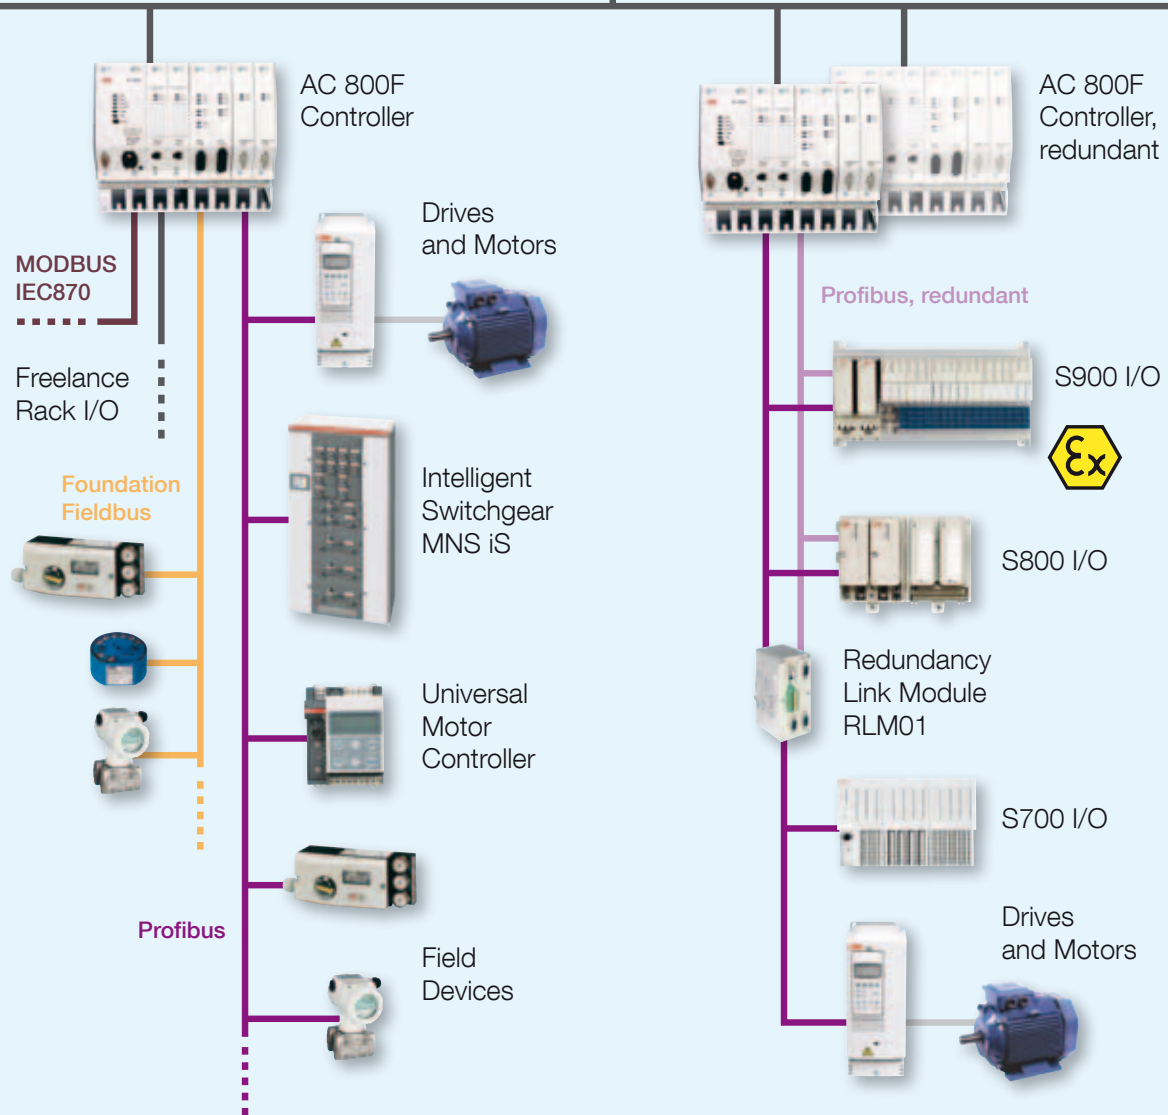 AC 800F
Controller
AC 800F
Controller,
redundant
Drives
and Motors
MODBUS
IEC870
Profibus, redundant
Freelance
Rack I/O
S900 I/O
Ex
Foundation
Fieldbus
Intelligent
Switchgear
MNS iS
S800 I/O
Universal
Motor
Controller
Redundancy
Link Module
RLM01
S700 I/O
Profibus
Field
Devices
Drives
and Motors